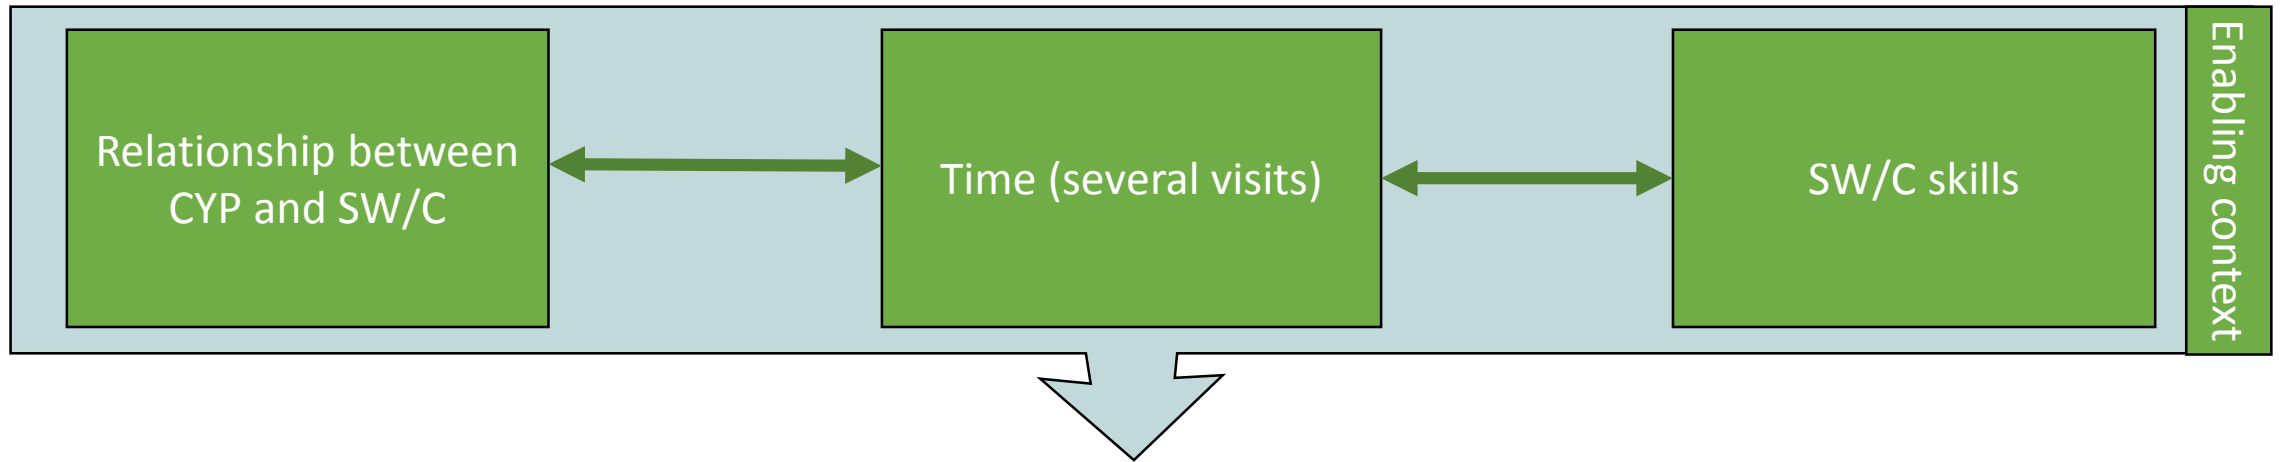 Relationship between
CYP and SW/C
Time (several visits)
SW/C skills
Enabling context